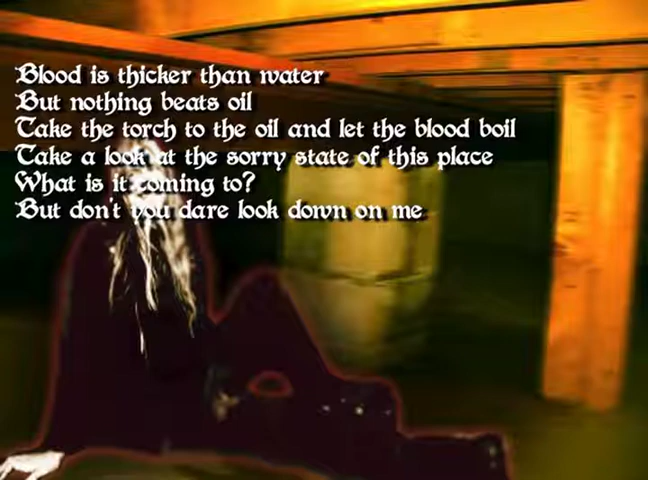 Blood is thicker than water
But nothing beats oil
Take the torch to the oil and let the blood boil
Take a look at the sorry state of this place
What is it coming to?
But don't you dare look down on me